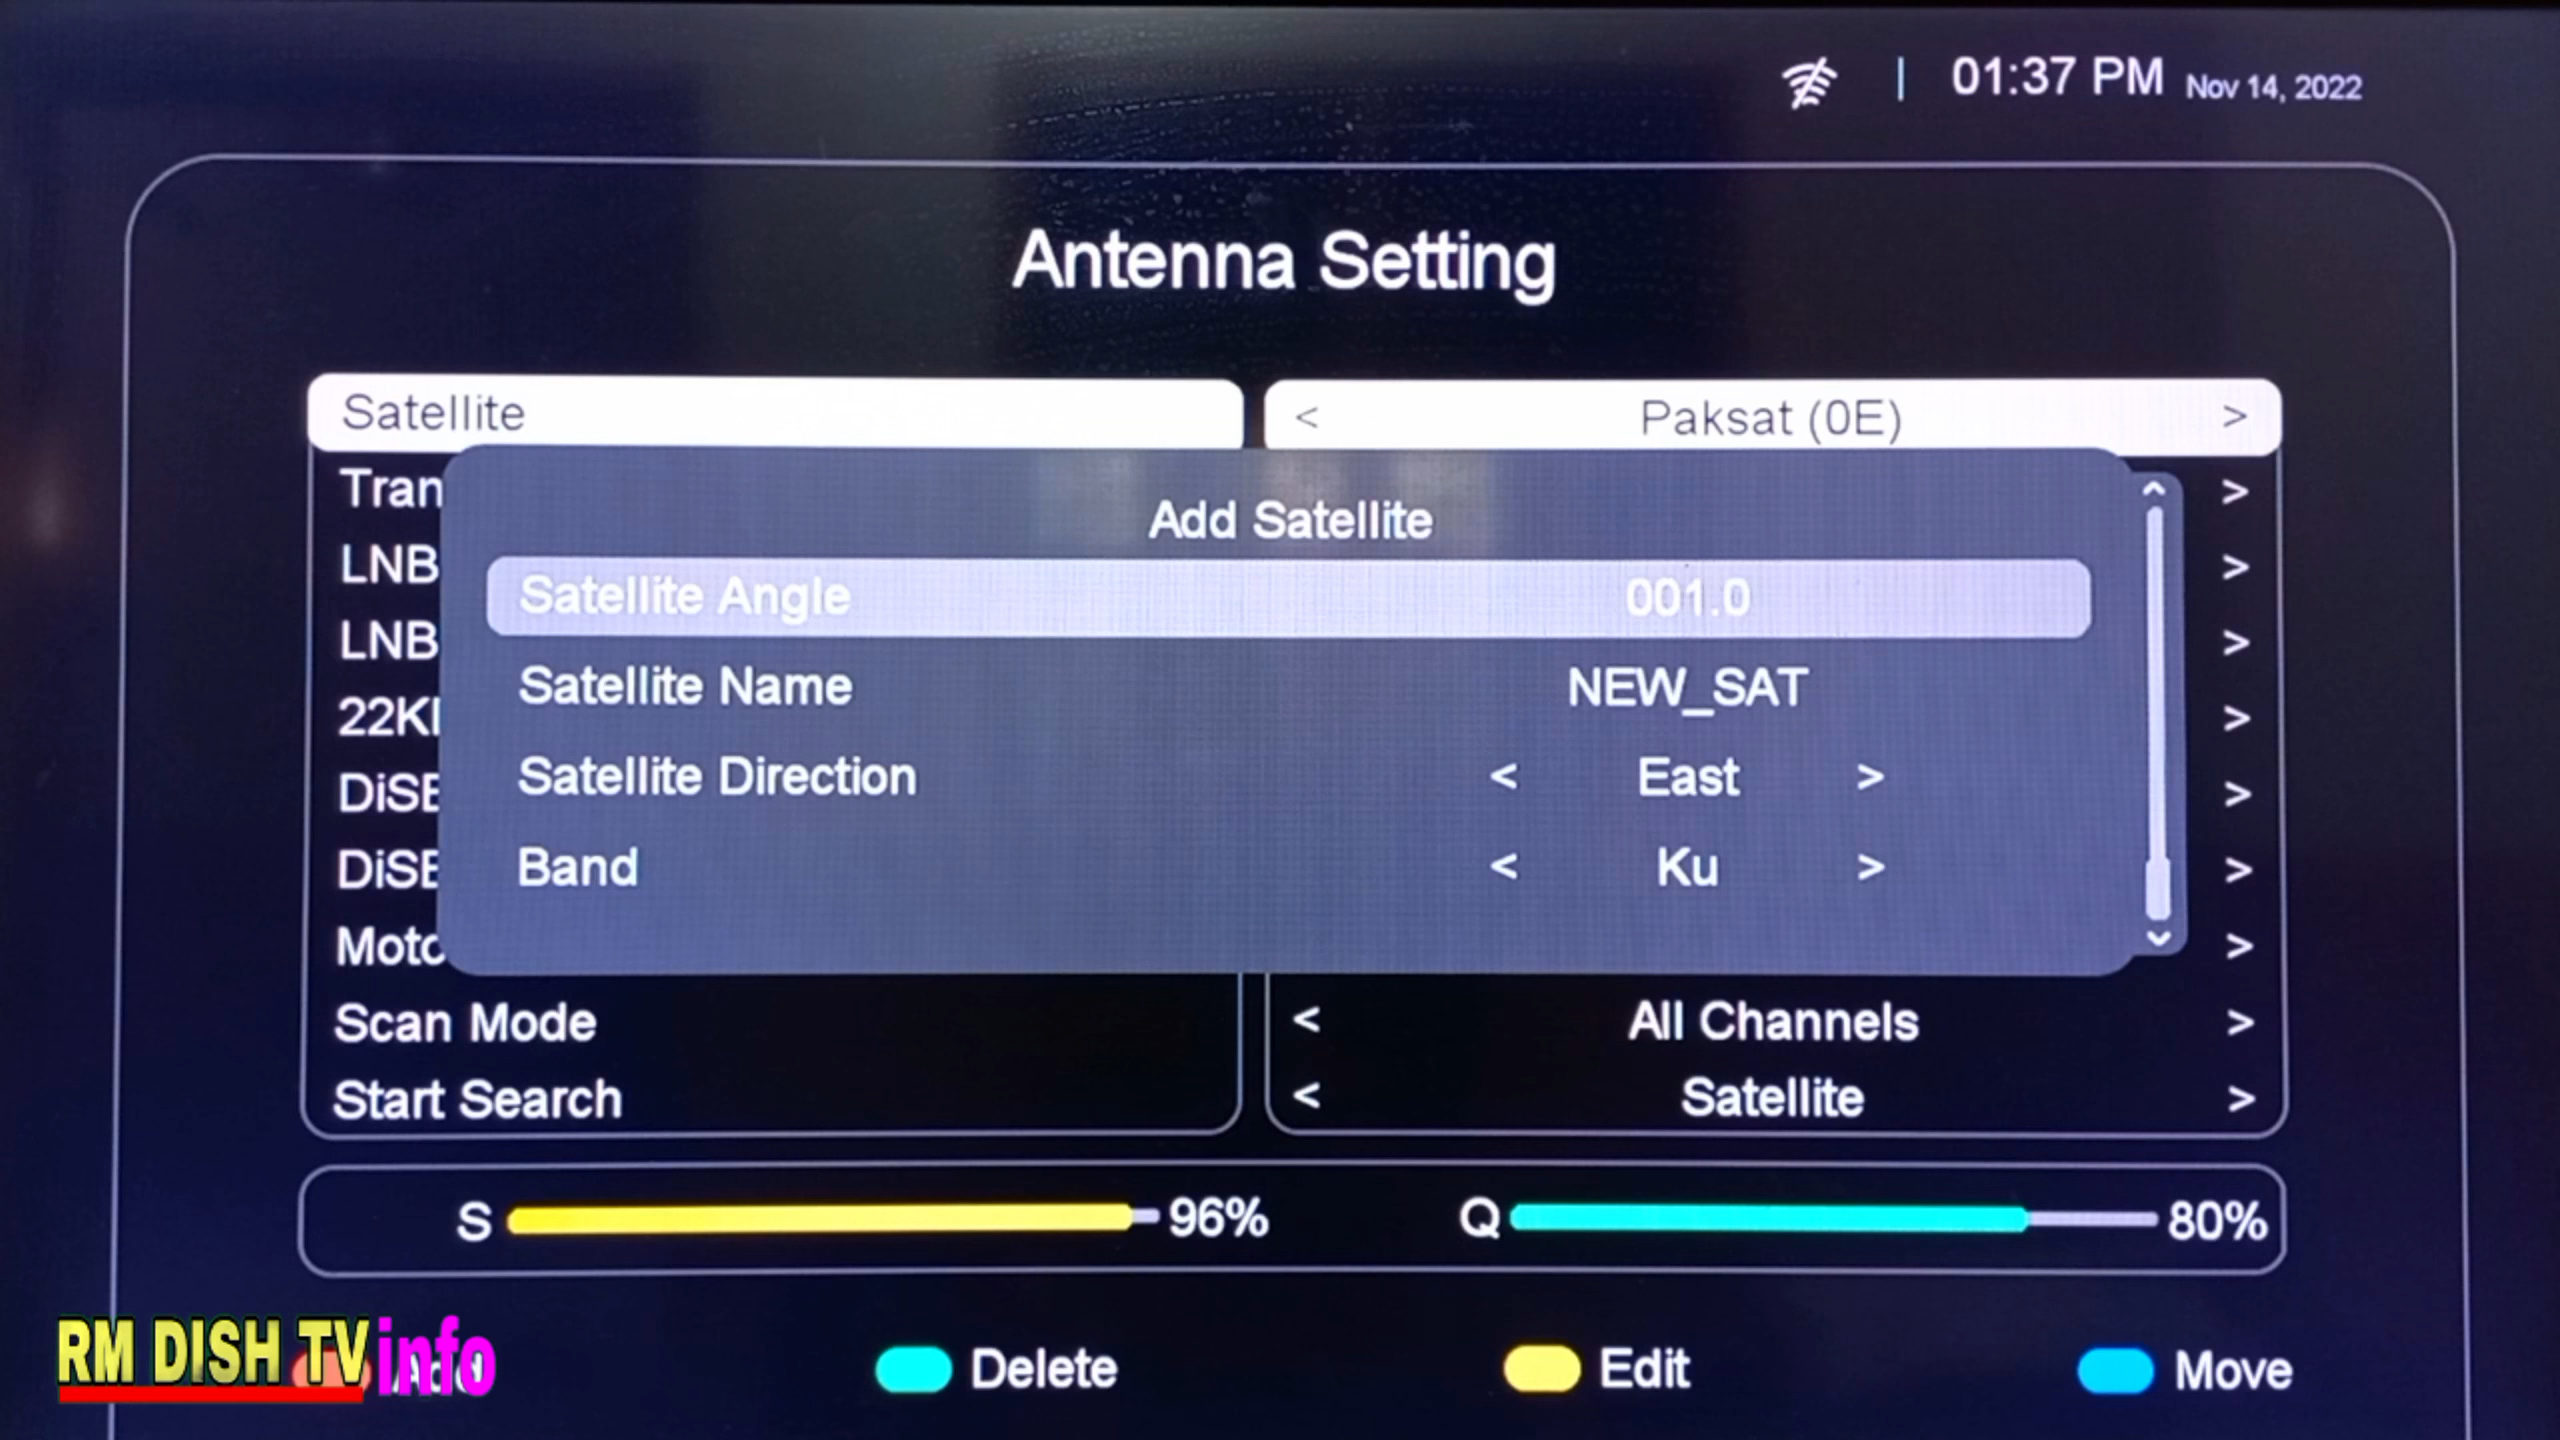 01:37 PM Nov 14, 2022
Antenna Setting
Satellite < Paksat (0E) >
Tran >
Add Satellite
LNB >
Satellite Angle 001.0
LNB >
Satellite Name NEW_SAT
22K >
Satellite Direction < East >
DiSE >
Band < Ku >
DiSE >
Moto >
Scan Mode < All Channels >
Start Search < Satellite >
S 96% Q 80%
RM DISH TV info
Add Delete Edit Move